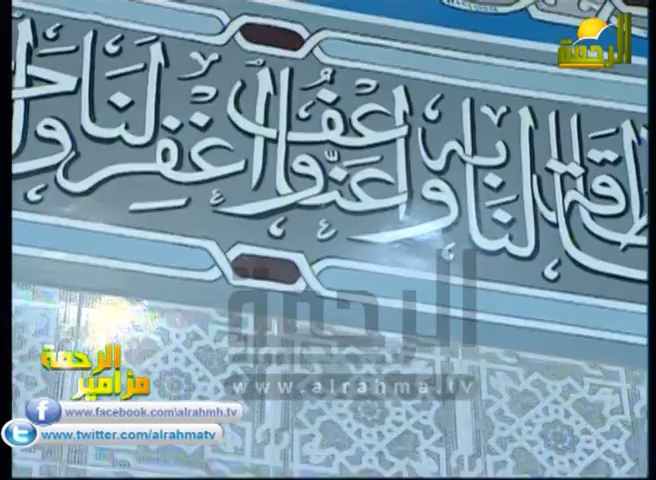 الرحمة
طاقة لنا به واعف عنا واغفر لنا وا
الرحمة
www.alrahma.tv
الرحمة
مزامير
www.facebook.com/alrahmh.tv
www.twitter.com/alrahmatv